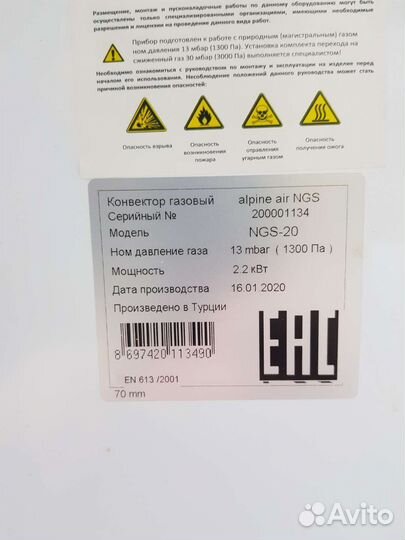 Размещение, монтаж и пусконаладочные работы по данному оборудованию могут быть
осуществлены только специализированными организациями, имеющими необходимые
разрешения и лицензии на проведение данного вида работ.
Прибор подготовлен к работе с природным (магистральным) газом
ном.давления 13 мбар (1300 Па). Установка комплекта перехода на
сжиженный газ 30 мбар (3000 Па) выполняется специалистом!
Необходимо ознакомиться с руководством по монтажу и эксплуатации на изделие перед
началом его использования. Несоблюдение положений данного руководства может стать
причиной возникновения опасностей:
Опасность взрыва
Опасность возникновения пожара
Опасность отравления угарным газом
Опасность получения ожога
Конвектор газовый alpine air NGS
Серийный № 200001134
Модель NGS-20
Ном давление газа 13 mbar ( 1300 Па )
Мощность 2.2 кВт
Дата производства 16.01.2020
Произведено в Турции
8 697420 113490
EAC
EN 613 /2001
70 mm
Avito